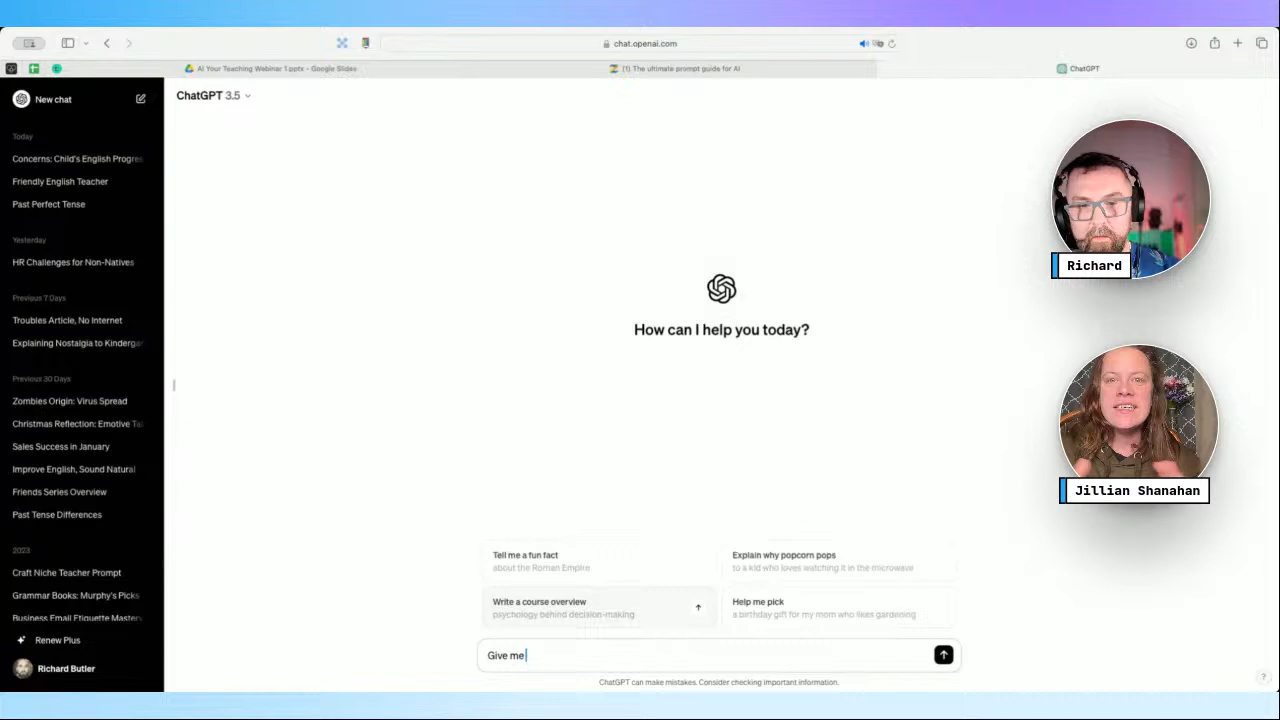 chat.openai.com
AI Your Teaching Webinar 1.pptx - Google Slides
(1) The ultimate prompt guide for AI
ChatGPT
New chat
ChatGPT 3.5
Today
Concerns: Child's English Progres
Friendly English Teacher
Past Perfect Tense
Yesterday
HR Challenges for Non-Natives
Previous 7 Days
Troubles Article, No Internet
Explaining Nostalgia to Kinderga
Previous 30 Days
Zombies Origin: Virus Spread
Christmas Reflection: Emotive Ta
Sales Success in January
Improve English, Sound Natural
Friends Series Overview
Past Tense Differences
2023
Craft Niche Teacher Prompt
Grammar Books: Murphy's Picks
Business Email Etiquette Mastery
Renew Plus
Richard Butler
How can I help you today?
Tell me a fun fact
about the Roman Empire
Explain why popcorn pops
to a kid who loves watching it in the microwave
Write a course overview
psychology behind decision-making
Help me pick
a birthday gift for my mom who likes gardening
Give me
ChatGPT can make mistakes. Consider checking important information.
Richard
Jillian Shanahan